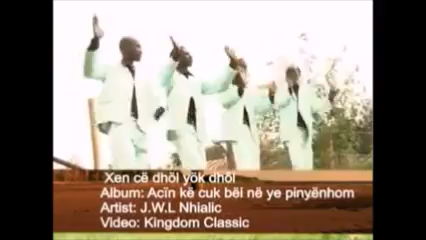 Xen cë dhöl yök dhöl
Album: Acïn kë cuk bëi në ye pinyënhom
Artist: J.W.L Nhialic
Video: Kingdom Classic